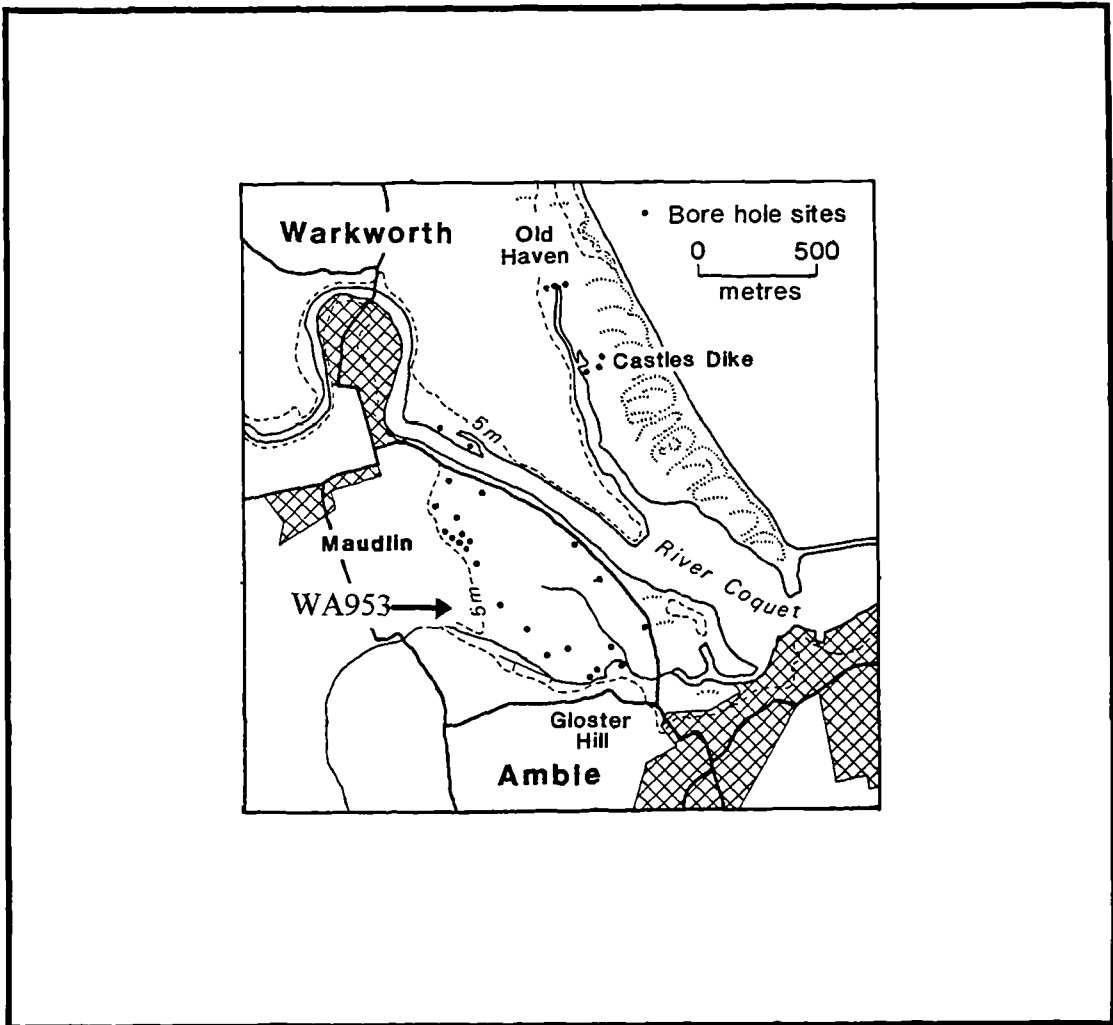 Warkworth
Old
Haven
Bore hole sites
0 500
metres
Castles Dike
5m
Maudlin
River Coquet
WA953
5m
Gloster
Hill
Amble